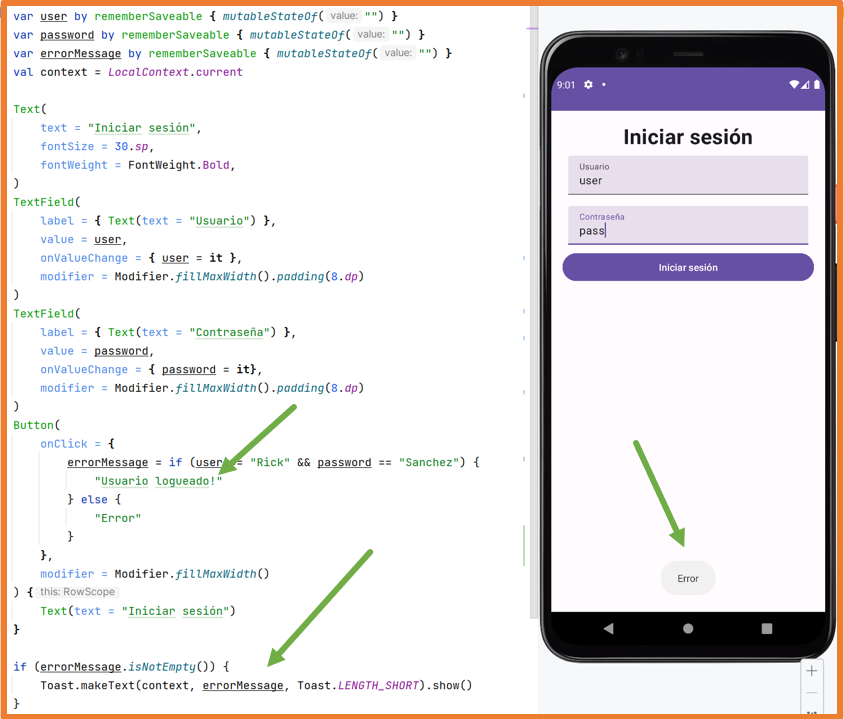 var user by rememberSaveable { mutableStateOf( value: "") }
var password by rememberSaveable { mutableStateOf( value: "") }
var errorMessage by rememberSaveable { mutableStateOf( value: "") }
val context = LocalContext.current
Text(
text = "Iniciar sesión",
fontSize = 30.sp,
fontWeight = FontWeight.Bold,
)
TextField(
label = { Text(text = "Usuario") },
value = user,
onValueChange = { user = it },
modifier = Modifier.fillMaxWidth().padding(8.dp)
)
TextField(
label = { Text(text = "Contraseña") },
value = password,
onValueChange = { password = it},
modifier = Modifier.fillMaxWidth().padding(8.dp)
)
Button(
onClick = {
errorMessage = if (user == "Rick" && password == "Sanchez") {
"Usuario logueado!"
} else {
"Error"
}
},
modifier = Modifier.fillMaxWidth()
) { this: RowScope
Text(text = "Iniciar sesión")
}
if (errorMessage.isNotEmpty()) {
Toast.makeText(context, errorMessage, Toast.LENGTH_SHORT).show()
}
9:01
Iniciar sesión
Usuario
user
Contraseña
pass
Iniciar sesión
Error